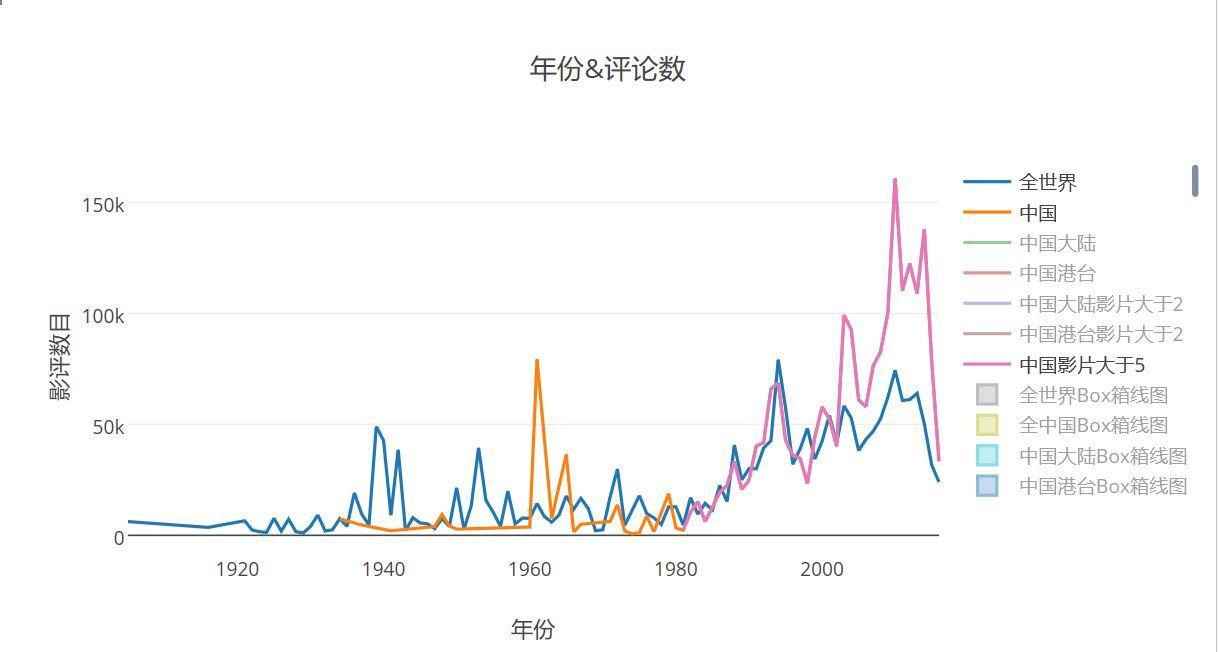 年份&评论数
影评数目
150k
100k
50k
0
1920 1940 1960 1980 2000
年份
全世界
中国
中国大陆
中国港台
中国大陆影片大于2
中国港台影片大于2
中国影片大于5
全世界Box箱线图
全中国Box箱线图
中国大陆Box箱线图
中国港台Box箱线图